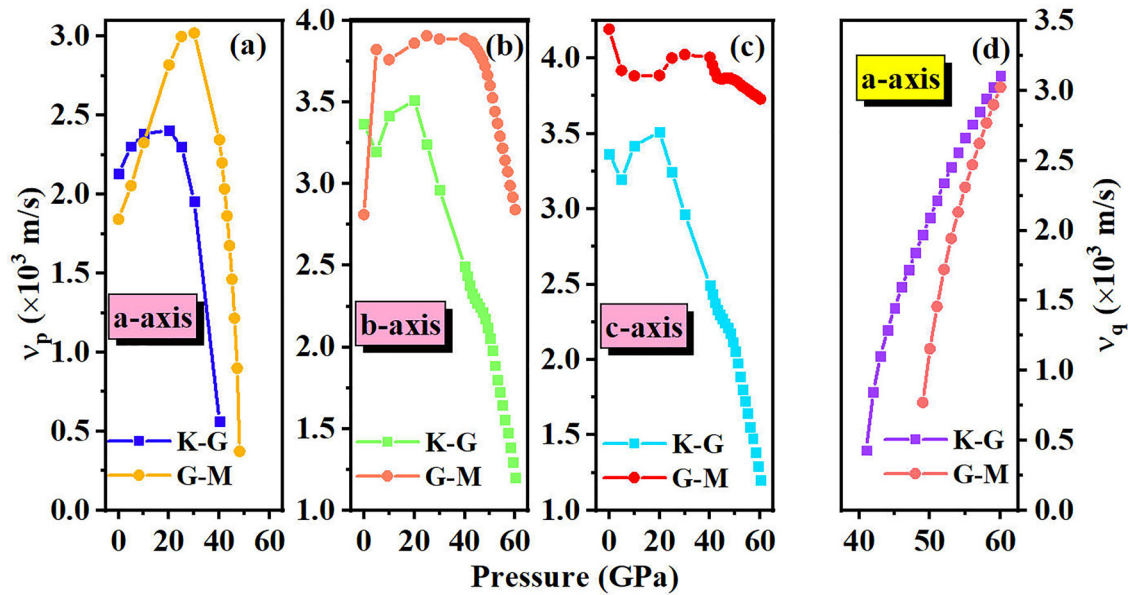 (a)
3.0
2.5
2.0
1.5
1.0
0.5
0.0
νp (×10³ m/s)
a-axis
K-G
G-M
0 20 40 60
(b)
4.0
3.5
3.0
2.5
2.0
1.5
1.0
b-axis
K-G
G-M
0 20 40 60
(c)
4.0
3.5
3.0
2.5
2.0
1.5
1.0
c-axis
K-G
G-M
0 20 40 60
(d)
a-axis
3.5
3.0
2.5
2.0
1.5
1.0
0.5
0.0
νq (×10³ m/s)
K-G
G-M
40 50 60
Pressure (GPa)